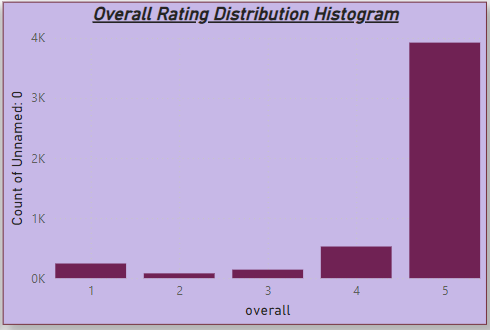 Overall Rating Distribution Histogram
4K
3K
2K
1K
0K
Count of Unnamed: 0
1 2 3 4 5
overall